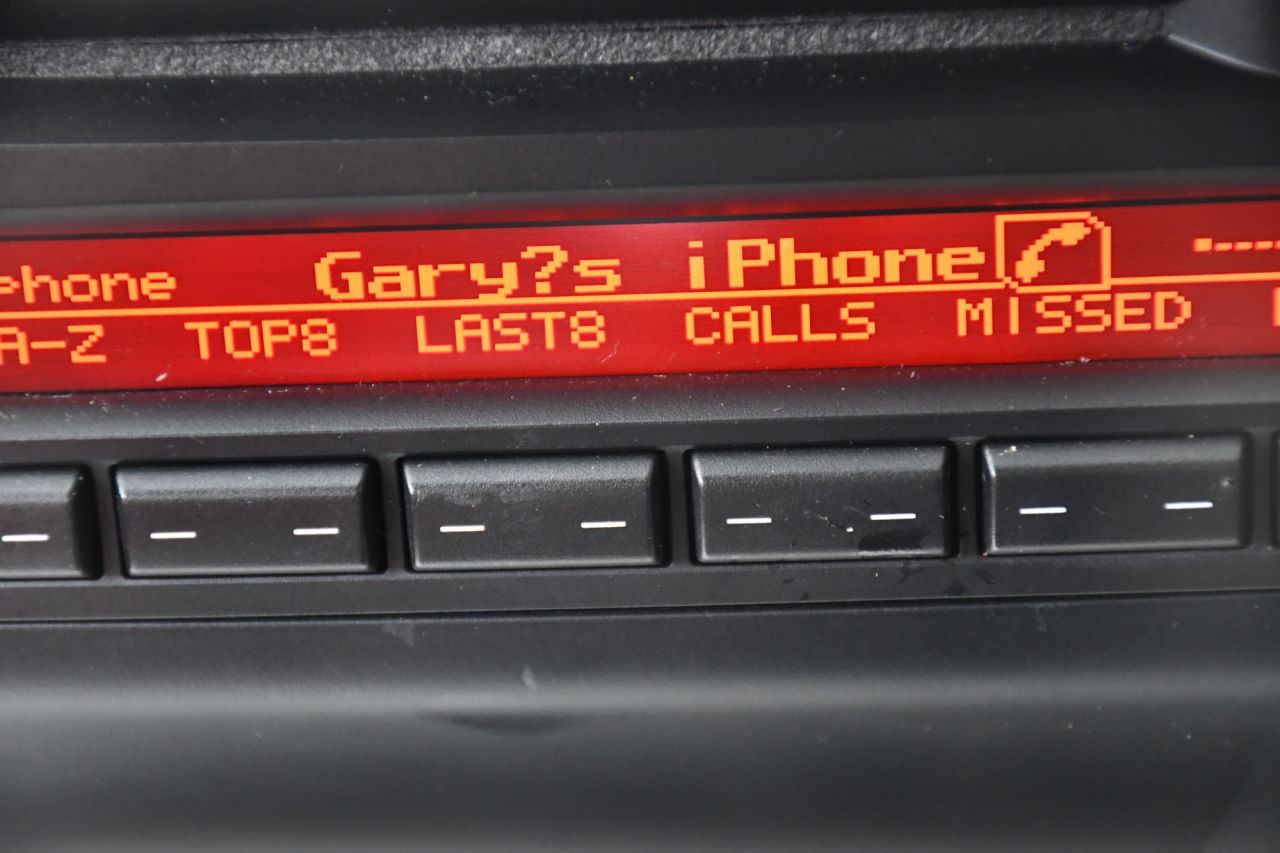 Phone Gary?s iPhone
A-Z TOP8 LAST8 CALLS MISSED